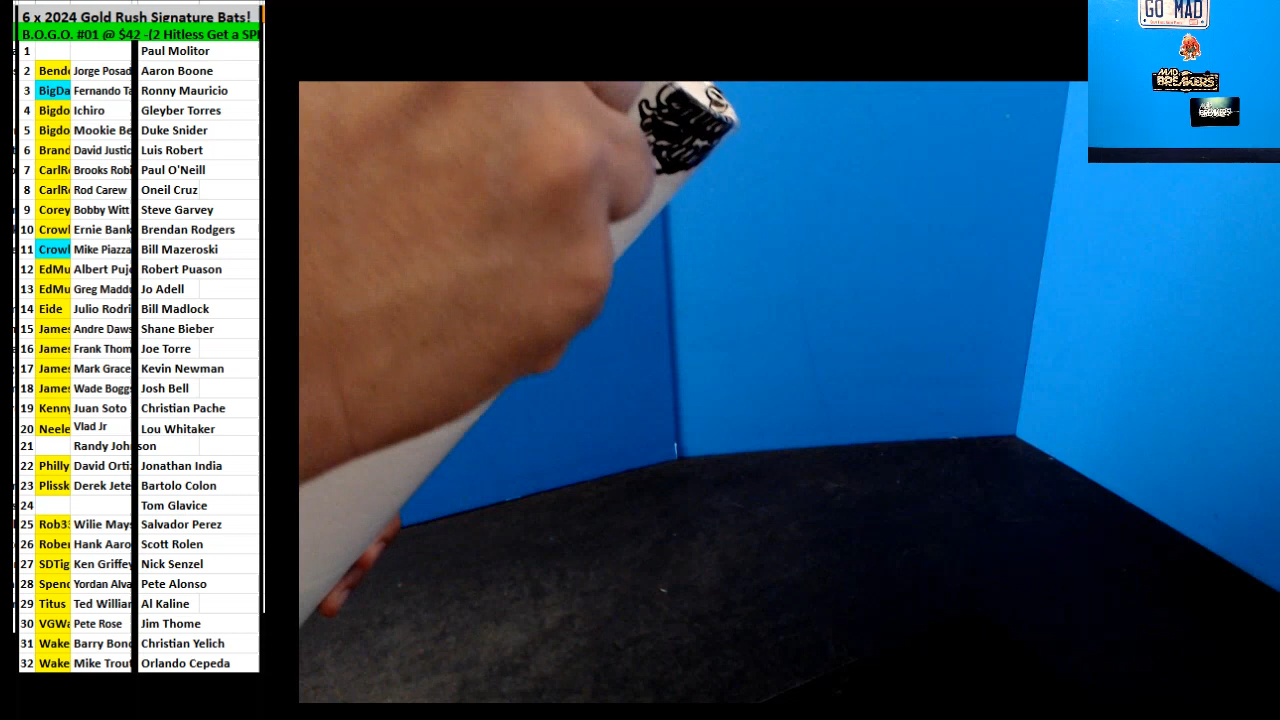 6 x 2024 Gold Rush Signature Bats!
B.O.G.O. #01 @ $42 -(2 Hitless Get a SP
1 Paul Molitor
2 Bend Jorge Posad Aaron Boone
3 BigDa Fernando Ta Ronny Mauricio
4 Bigdo Ichiro Gleyber Torres
5 Bigdo Mookie Be Duke Snider
6 Brand David Justic Luis Robert
7 CarlR Brooks Robi Paul O'Neill
8 CarlR Rod Carew Oneil Cruz
9 Corey Bobby Witt Steve Garvey
10 Crowl Ernie Bank Brendan Rodgers
11 Crowl Mike Piazza Bill Mazeroski
12 EdMu Albert Pujo Robert Puason
13 EdMu Greg Maddu Jo Adell
14 Eide Julio Rodri Bill Madlock
15 James Andre Daws Shane Bieber
16 James Frank Thom Joe Torre
17 James Mark Grace Kevin Newman
18 James Wade Boggs Josh Bell
19 Kenny Juan Soto Christian Pache
20 Neele Vlad Jr Lou Whitaker
21 Randy Johnson
22 Philly David Orti Jonathan India
23 Plissk Derek Jete Bartolo Colon
24 Tom Glavice
25 Rob3 Wilie Mays Salvador Perez
26 Rober Hank Aaro Scott Rolen
27 SDTig Ken Griffey Nick Senzel
28 Spenc Yordan Alva Pete Alonso
29 Titus Ted Willian Al Kaline
30 VGWa Pete Rose Jim Thome
31 Wake Barry Bond Christian Yelich
32 Wake Mike Trout Orlando Cepeda
GO MAD
MAD
BREAKERS